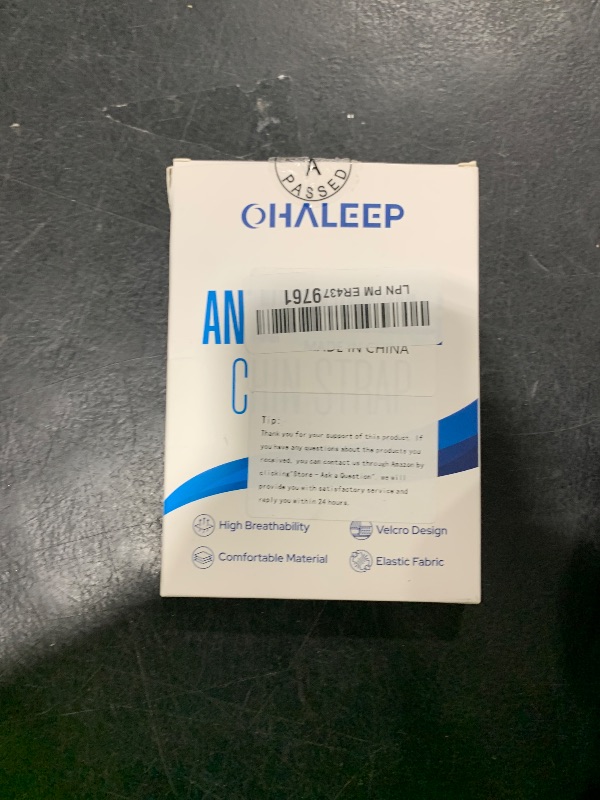 A
PASSED
OHALEEP
AN
LPN PM ER4379761
MADE IN CHINA
CHIN STRAP
Tip:
Thank you for your support of this product. If
you have any questions about the products you
received, you can contact us through Amazon by
clicking"Store - Ask a Question", we will
provide you with satisfactory service and
reply you within 24 hours.
High Breathability
Velcro Design
Comfortable Material
Elastic Fabric